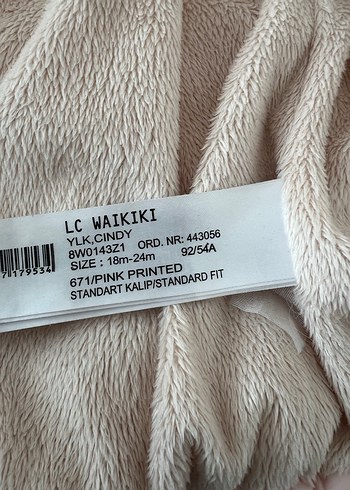 LC WAIKIKI
YLK,CINDY
8W0143Z1 ORD. NR: 443056
SIZE : 18m-24m 92/54A
7179534
671/PINK PRINTED
STANDART KALIP/STANDARD FIT